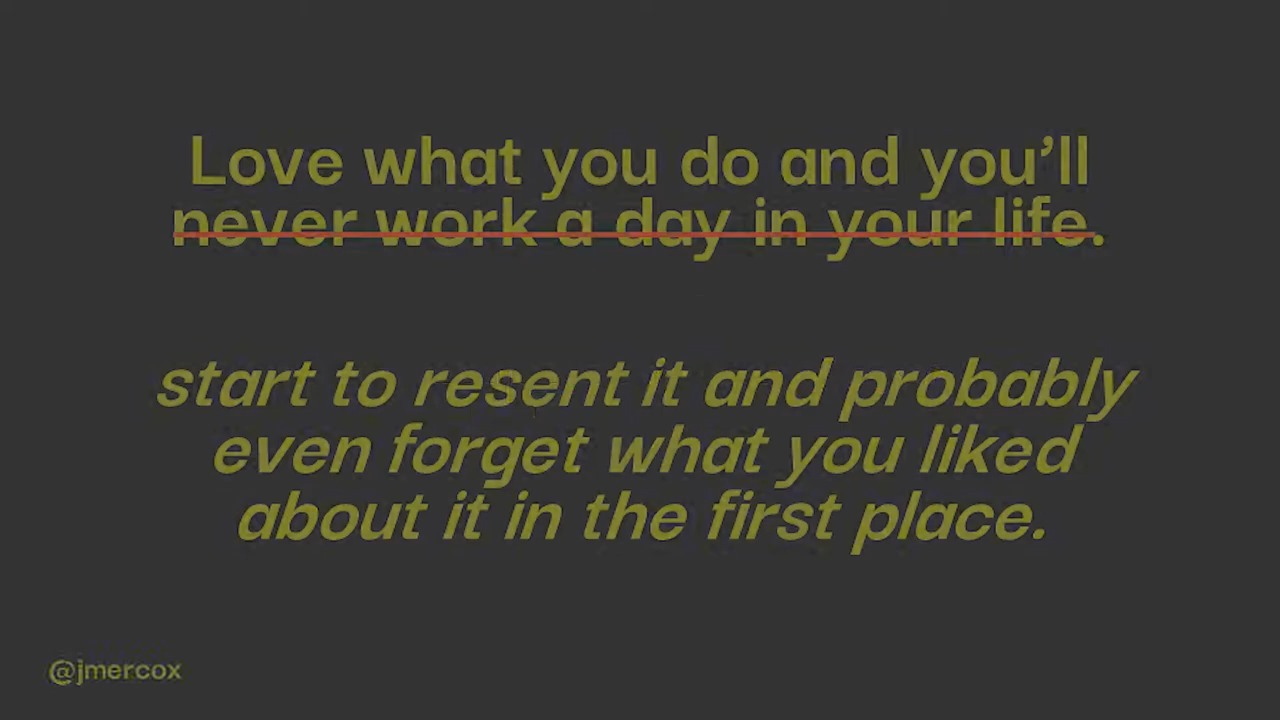 Love what you do and you’ll
never work a day in your life.
start to resent it and probably
even forget what you liked
about it in the first place.
@jmercox